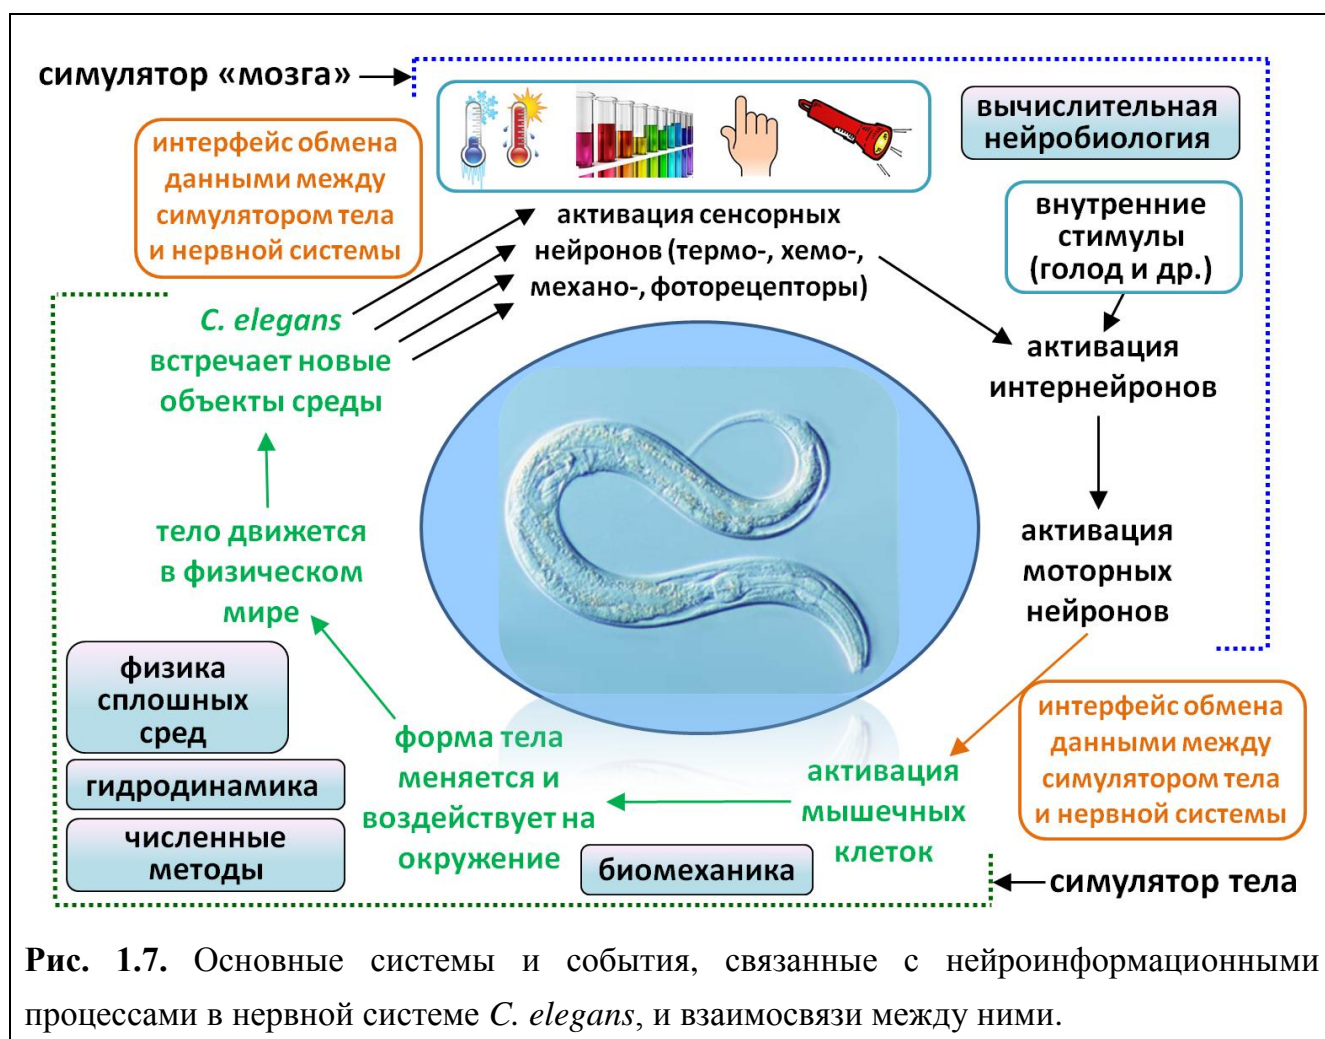 симулятор «мозга»
интерфейс обмена
данными между
симулятором тела
и нервной системы
вычислительная
нейробиология
активация сенсорных
нейронов (термо-, хемо-,
механо-, фоторецепторы)
внутренние
стимулы
(голод и др.)
C. elegans
встречает новые
объекты среды
активация
интернейронов
тело движется
в физическом
мире
активация
моторных
нейронов
физика
сплошных
сред
гидродинамика
численные
методы
форма тела
меняется и
воздействует на
окружение
биомеханика
активация
мышечных
клеток
интерфейс обмена
данными между
симулятором тела
и нервной системы
симулятор тела
Рис. 1.7. Основные системы и события, связанные с нейроинформационными
процессами в нервной системе C. elegans, и взаимосвязи между ними.